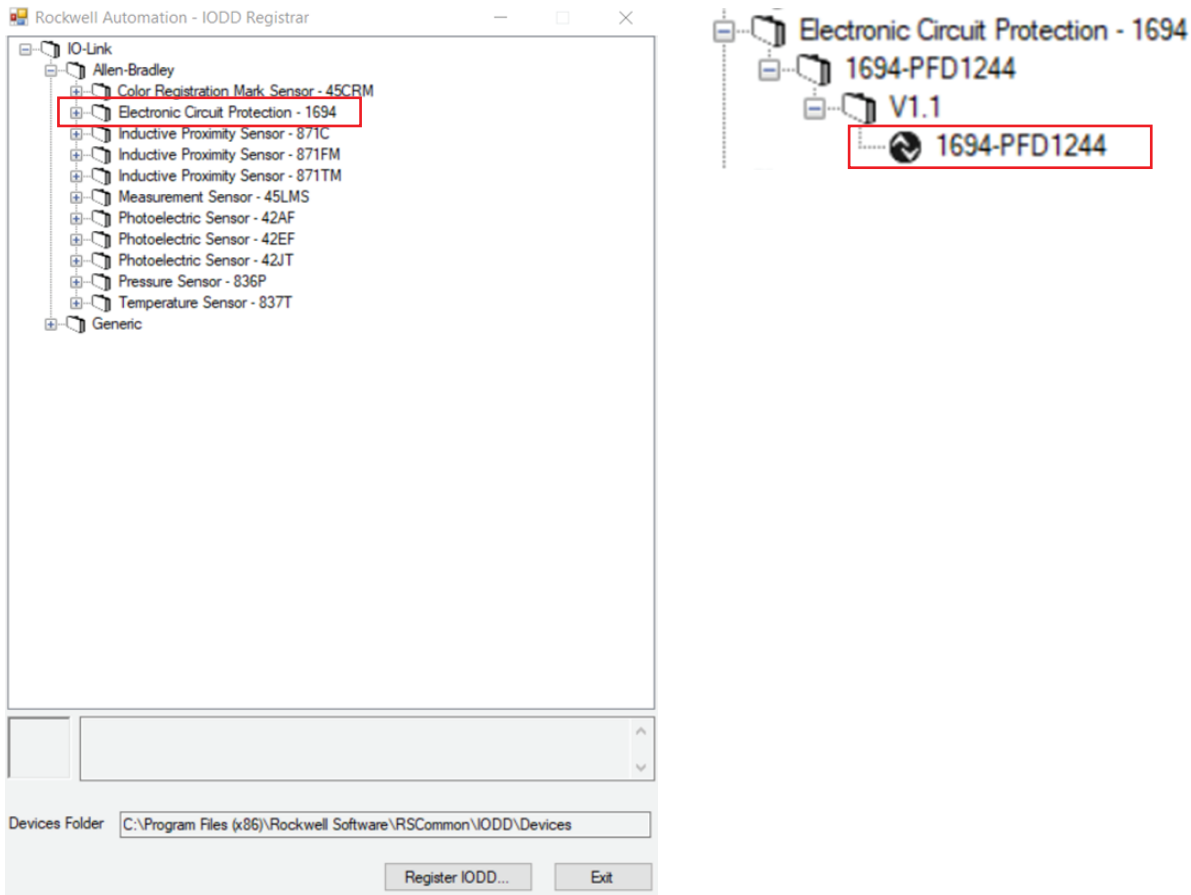 Rockwell Automation - IODD Registrar
IO-Link
Allen-Bradley
Color Registration Mark Sensor - 45CRM
Electronic Circuit Protection - 1694
Inductive Proximity Sensor - 871C
Inductive Proximity Sensor - 871FM
Inductive Proximity Sensor - 871TM
Measurement Sensor - 45LMS
Photoelectric Sensor - 42AF
Photoelectric Sensor - 42EF
Photoelectric Sensor - 42JT
Pressure Sensor - 836P
Temperature Sensor - 837T
Generic
Devices Folder
C:\Program Files (x86)\Rockwell Software\RSCommon\IODD\Devices
Register IODD...
Exit
Electronic Circuit Protection - 1694
1694-PFD1244
V1.1
1694-PFD1244